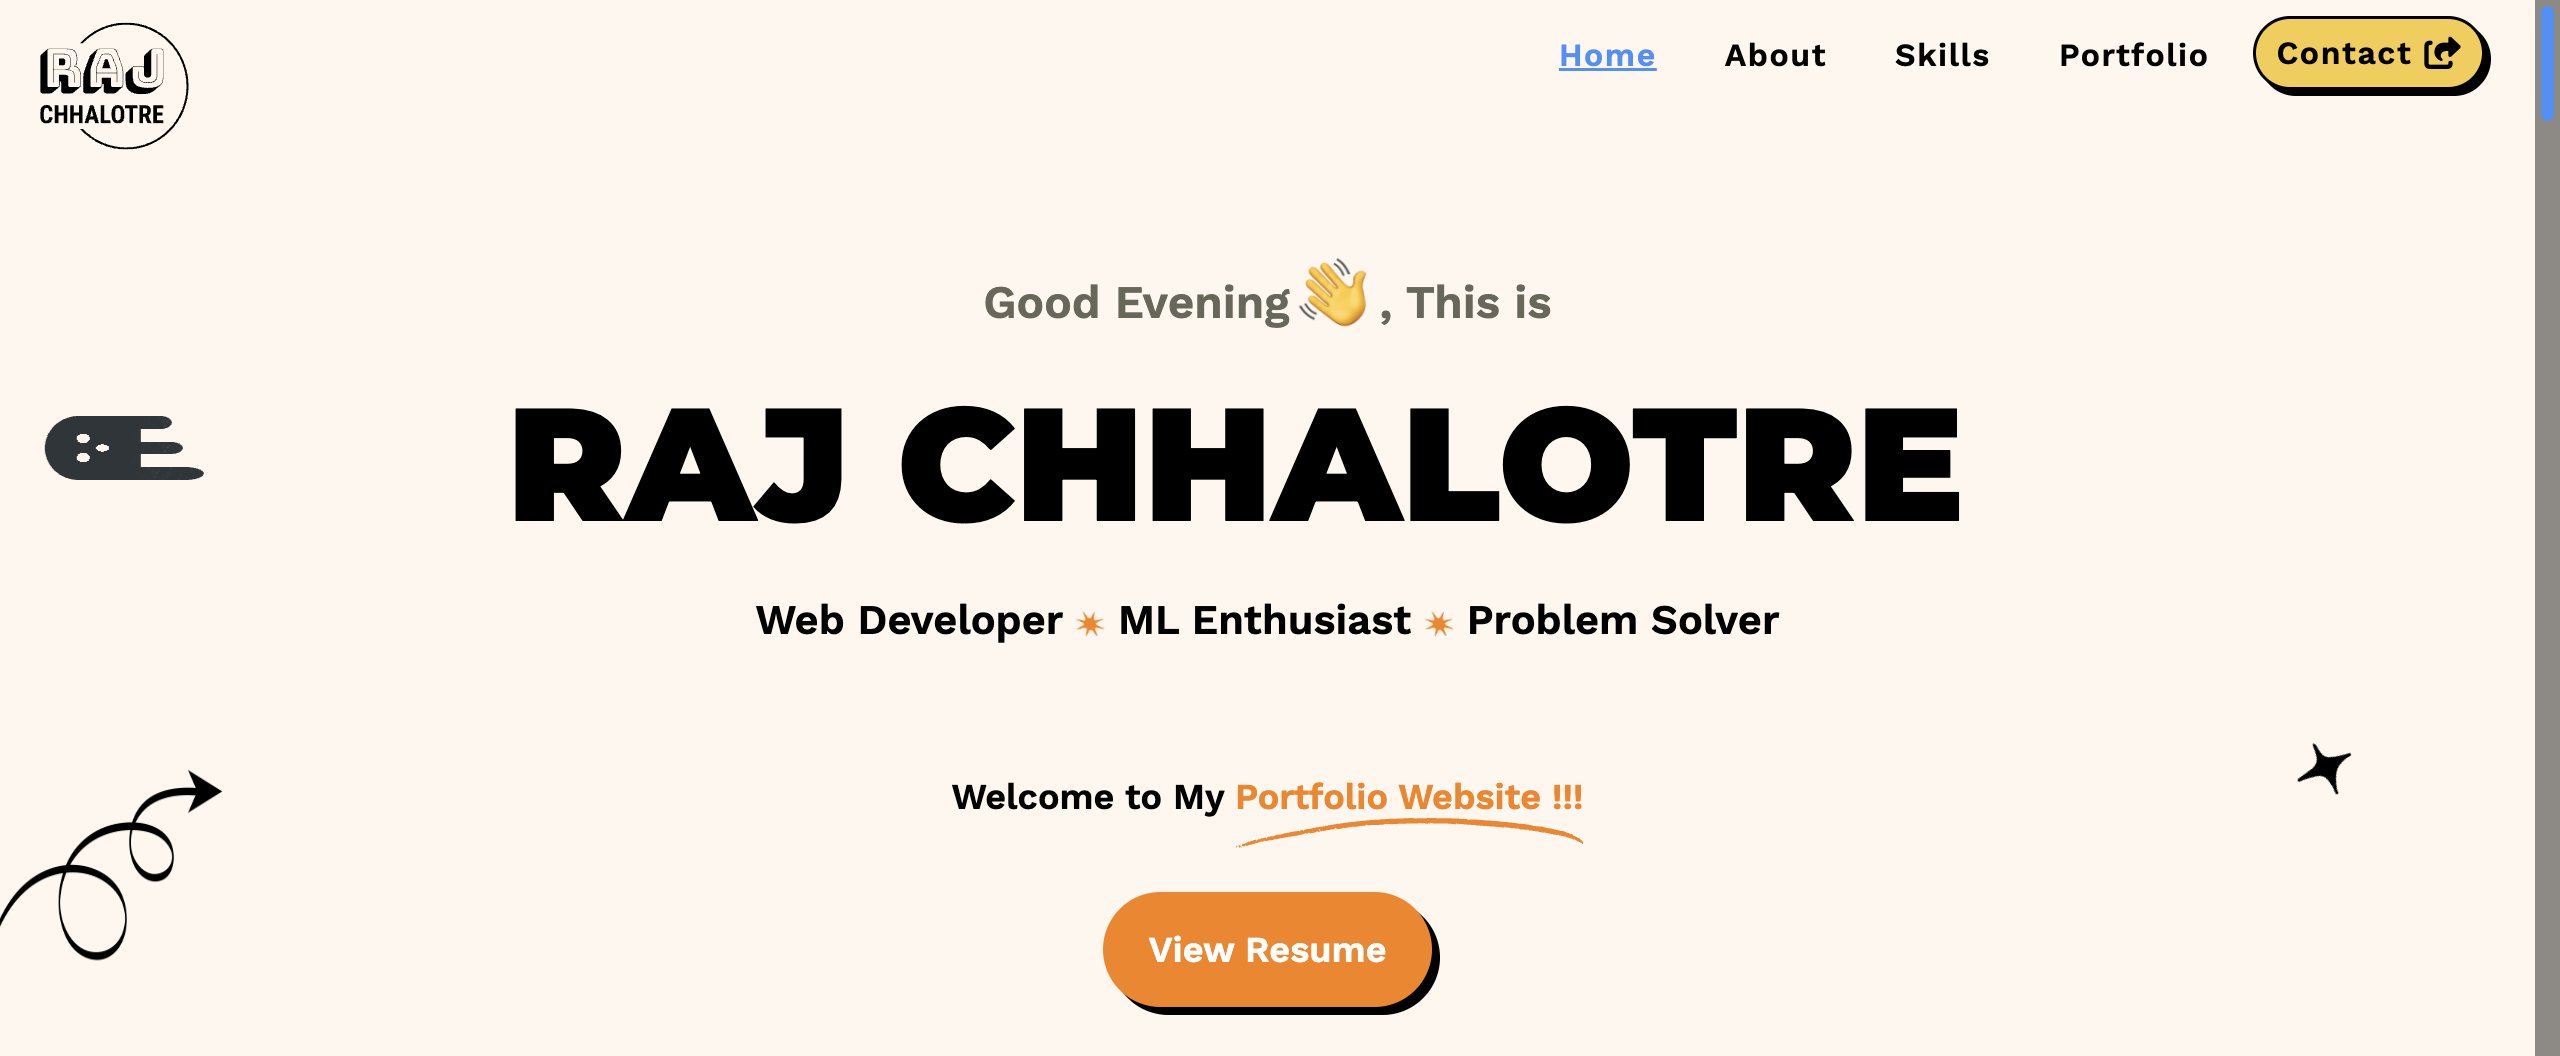 RAJ
CHHALOTRE
Home About Skills Portfolio Contact
Good Evening👋, This is
RAJ CHHALOTRE
Web Developer ✴ ML Enthusiast ✴ Problem Solver
Welcome to My Portfolio Website !!!
View Resume